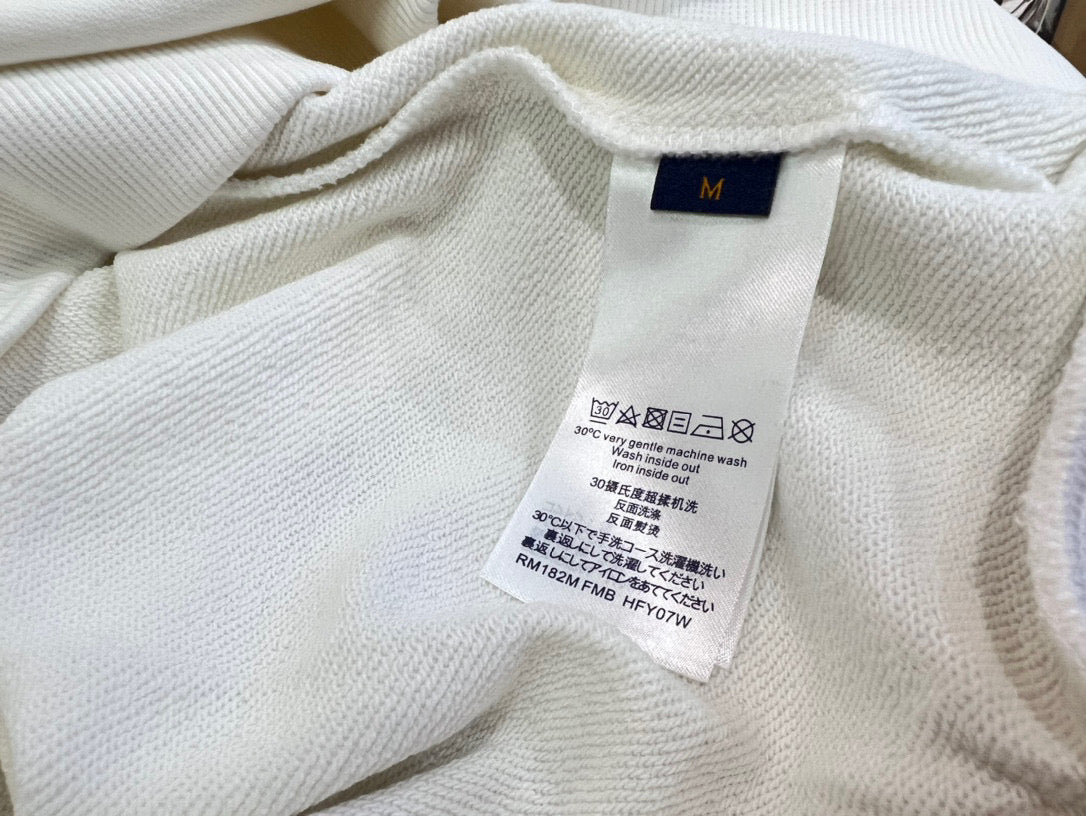 M
30
30°C very gentle machine wash
Wash inside out
Iron inside out
30摄氏度超揉机洗
反面洗涤
反面熨烫
30℃以下で手洗コース洗濯機洗い
裏返しにして洗濯してください
裏返しにしてアイロンをあててください
RM182M FMB HFY07W